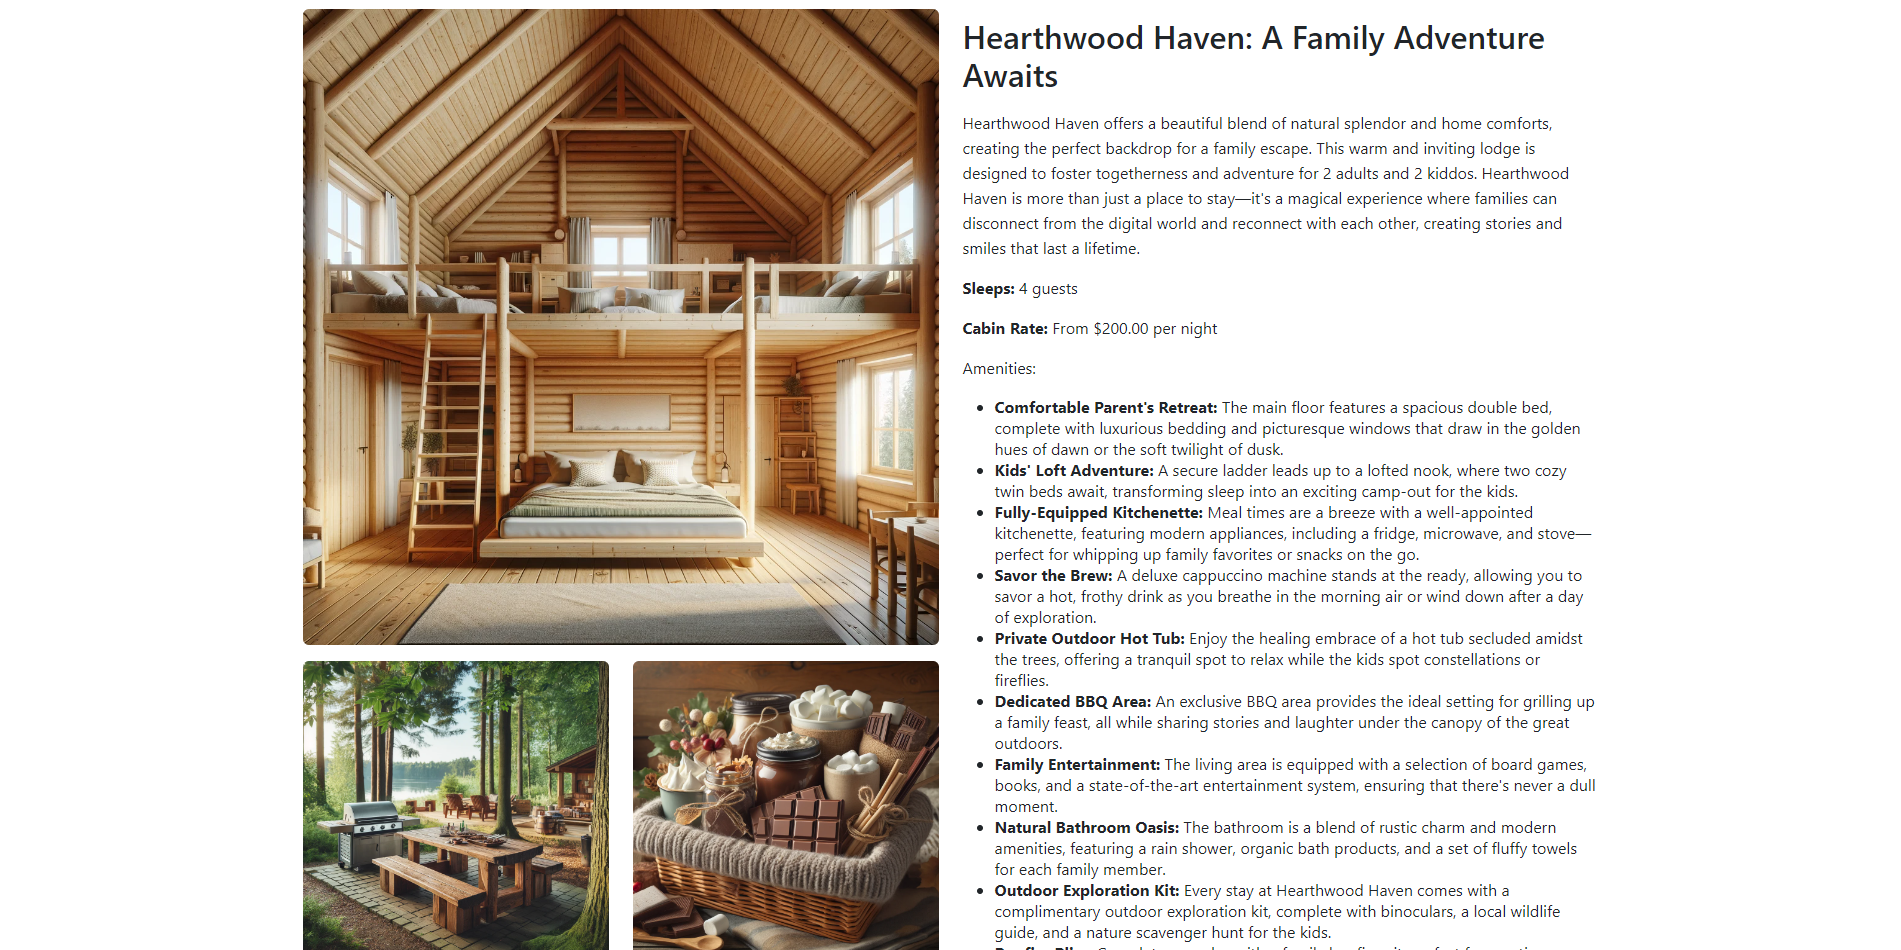 Hearthwood Haven: A Family Adventure
Awaits
Hearthwood Haven offers a beautiful blend of natural splendor and home comforts,
creating the perfect backdrop for a family escape. This warm and inviting lodge is
designed to foster togetherness and adventure for 2 adults and 2 kiddos. Hearthwood
Haven is more than just a place to stay—it's a magical experience where families can
disconnect from the digital world and reconnect with each other, creating stories and
smiles that last a lifetime.
Sleeps: 4 guests
Cabin Rate: From $200.00 per night
Amenities:
• Comfortable Parent's Retreat: The main floor features a spacious double bed,
complete with luxurious bedding and picturesque windows that draw in the golden
hues of dawn or the soft twilight of dusk.
• Kids' Loft Adventure: A secure ladder leads up to a lofted nook, where two cozy
twin beds await, transforming sleep into an exciting camp-out for the kids.
• Fully-Equipped Kitchenette: Meal times are a breeze with a well-appointed
kitchenette, featuring modern appliances, including a fridge, microwave, and stove—
perfect for whipping up family favorites or snacks on the go.
• Savor the Brew: A deluxe cappuccino machine stands at the ready, allowing you to
savor a hot, frothy drink as you breathe in the morning air or wind down after a day
of exploration.
• Private Outdoor Hot Tub: Enjoy the healing embrace of a hot tub secluded amidst
the trees, offering a tranquil spot to relax while the kids spot constellations or
fireflies.
• Dedicated BBQ Area: An exclusive BBQ area provides the ideal setting for grilling up
a family feast, all while sharing stories and laughter under the canopy of the great
outdoors.
• Family Entertainment: The living area is equipped with a selection of board games,
books, and a state-of-the-art entertainment system, ensuring that there's never a dull
moment.
• Natural Bathroom Oasis: The bathroom is a blend of rustic charm and modern
amenities, featuring a rain shower, organic bath products, and a set of fluffy towels
for each family member.
• Outdoor Exploration Kit: Every stay at Hearthwood Haven comes with a
complimentary outdoor exploration kit, complete with binoculars, a local wildlife
guide, and a nature scavenger hunt for the kids.